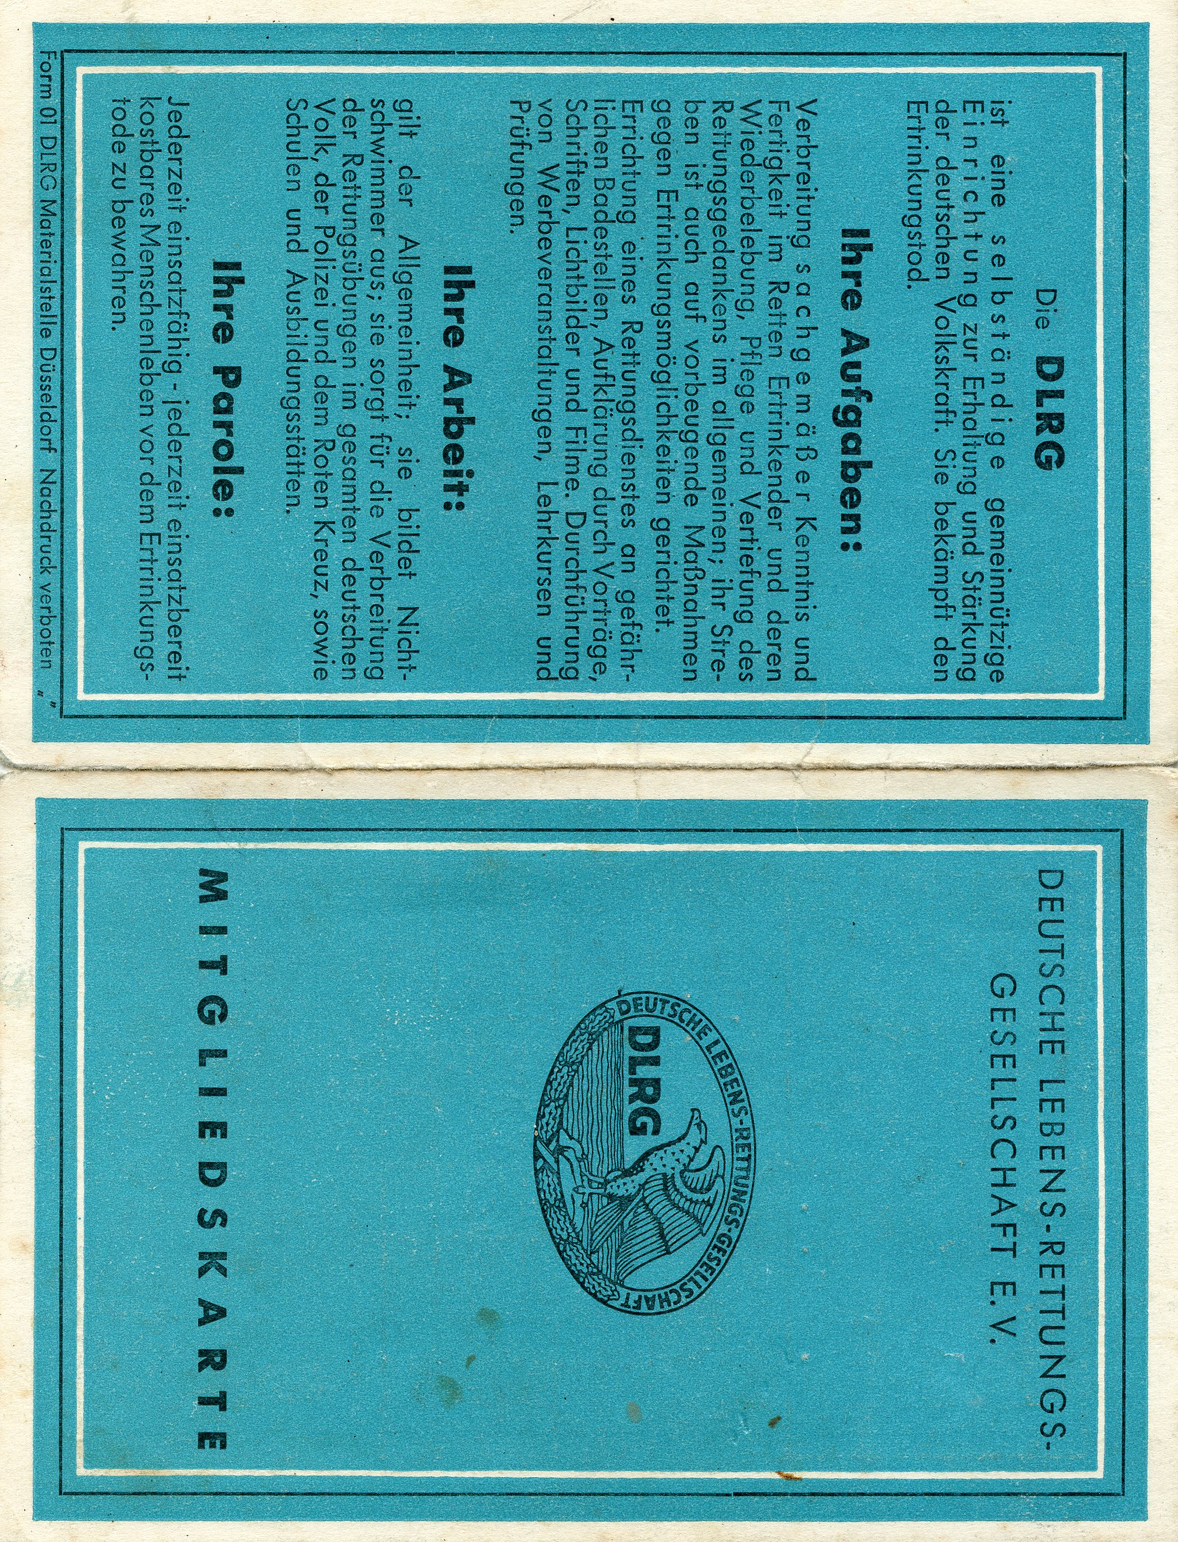 Die DLRG
ist eine selbständige gemeinnützige
Einrichtung zur Erhaltung und Stärkung
der deutschen Volkskraft. Sie bekämpft den
Ertrinkungstod.
Ihre Aufgaben:
Verbreitung sachgemäßer Kenntnis und
Fertigkeit im Retten Ertrinkender und deren
Wiederbelebung, Pflege und Vertiefung des
Rettungsgedankens im allgemeinen; ihr Stre-
ben ist auch auf vorbeugende Maßnahmen
gegen Ertrinkungsmöglichkeiten gerichtet.
Errichtung eines Rettungsdienstes an gefähr-
lichen Badestellen, Aufklärung durch Vorträge,
Schriften, Lichtbilder und Filme. Durchführung
von Werbeveranstaltungen, Lehrkursen und
Prüfungen.
Ihre Arbeit:
gilt der Allgemeinheit; sie bildet Nicht-
schwimmer aus; sie sorgt für die Verbreitung
der Rettungsübungen im gesamten deutschen
Volk, der Polizei und dem Roten Kreuz, sowie
Schulen und Ausbildungsstätten.
Ihre Parole:
Jederzeit einsatzfähig - jederzeit einsatzbereit
kostbares Menschenleben vor dem Ertrinkungs-
tode zu bewahren.
Form 01 DLRG Materialstelle Düsseldorf Nachdruck verboten „ "
DEUTSCHE LEBENS-RETTUNGS-
GESELLSCHAFT E.V.
DEUTSCHE LEBENS-RETTUNGS-GESELLSCHAFT
DLRG
MITGLIEDSKARTE